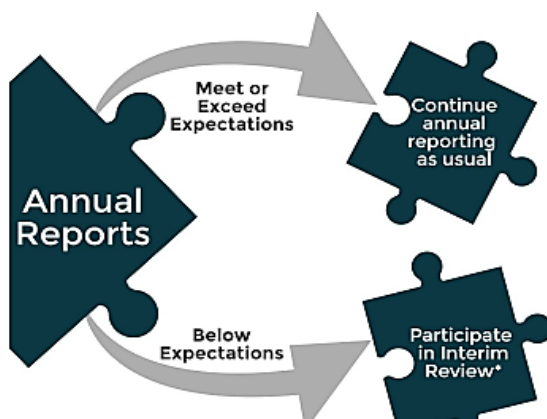 Annual
Reports
Meet or
Exceed
Expectations
Continue
annual
reporting
as usual
Below
Expectations
Participate
in Interim
Review*